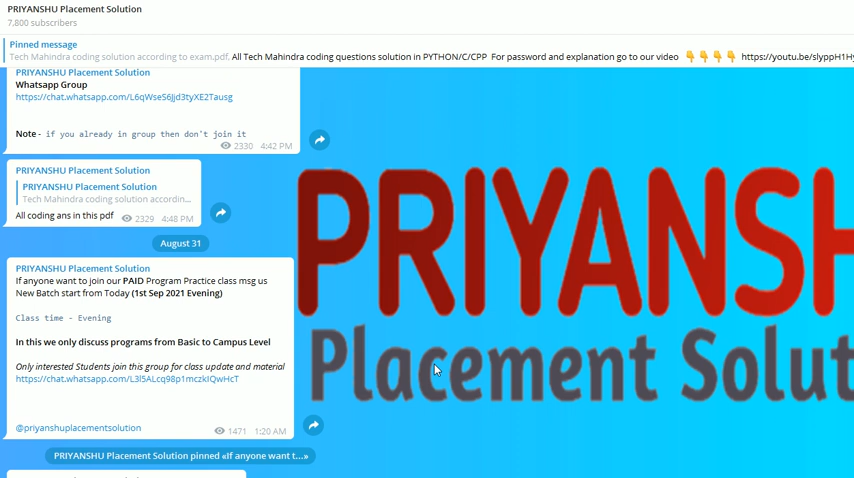 PRIYANSHU Placement Solution
7,800 subscribers
Pinned message
Tech Mahindra coding solution according to exam.pdf, All Tech Mahindra coding questions solution in PYTHON/C/CPP For password and explanation go to our video 👇👇👇👇 https://youtu.be/slyppH1Hy
PRIYANSHU Placement Solution
Whatsapp Group
https://chat.whatsapp.com/L6qWseS6Jjd3tyXE2Tausg
Note - if you already in group then don't join it
2330 4:42 PM
PRIYANSHU Placement Solution
PRIYANSHU Placement Solution
Tech Mahindra coding solution accordin...
All coding ans in this pdf 2329 4:48 PM
August 31
PRIYANSHU Placement Solution
If anyone want to join our PAID Program Practice class msg us
New Batch start from Today (1st Sep 2021 Evening)
Class time - Evening
In this we only discuss programs from Basic to Campus Level
Only interested Students join this group for class update and material
https://chat.whatsapp.com/L3l5ALcq98p1mczkIQwHcT
@priyanshuplacementsolution 1471 1:20 AM
PRIYANSHU Placement Solution pinned «If anyone want t...»
PRIYANSH
Placement Solut